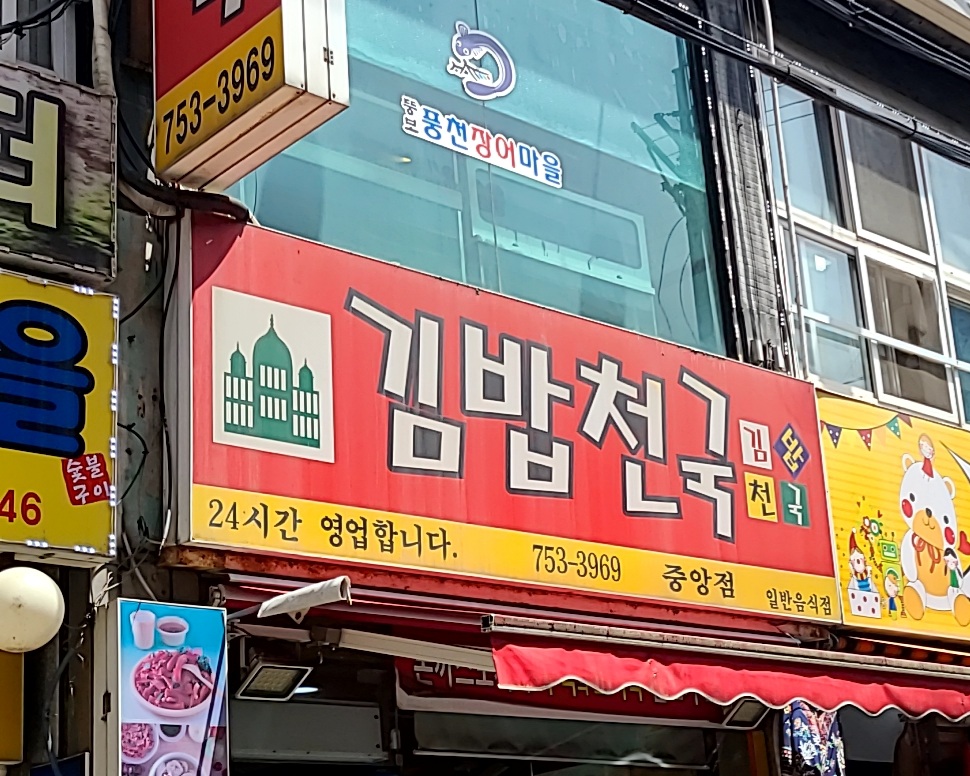 753-3969
뚱보
풍천장어마을
김밥천국
김밥
천국
24시간 영업합니다.
753-3969
중앙점
일반음식점
을
숯불
구이
46